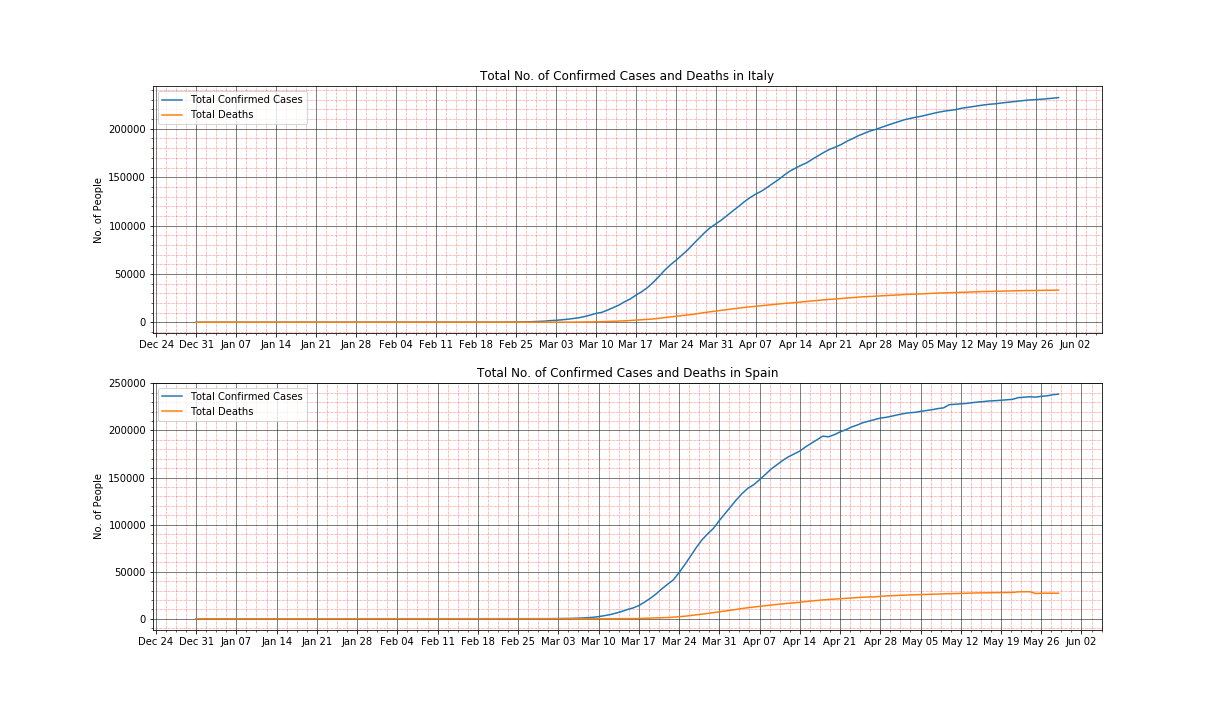 Total No. of Confirmed Cases and Deaths in Italy
Total Confirmed Cases
Total Deaths
No. of People
200000
150000
100000
50000
0
Dec 24 Dec 31 Jan 07 Jan 14 Jan 21 Jan 28 Feb 04 Feb 11 Feb 18 Feb 25 Mar 03 Mar 10 Mar 17 Mar 24 Mar 31 Apr 07 Apr 14 Apr 21 Apr 28 May 05 May 12 May 19 May 26 Jun 02
Total No. of Confirmed Cases and Deaths in Spain
Total Confirmed Cases
Total Deaths
No. of People
250000
200000
150000
100000
50000
0
Dec 24 Dec 31 Jan 07 Jan 14 Jan 21 Jan 28 Feb 04 Feb 11 Feb 18 Feb 25 Mar 03 Mar 10 Mar 17 Mar 24 Mar 31 Apr 07 Apr 14 Apr 21 Apr 28 May 05 May 12 May 19 May 26 Jun 02